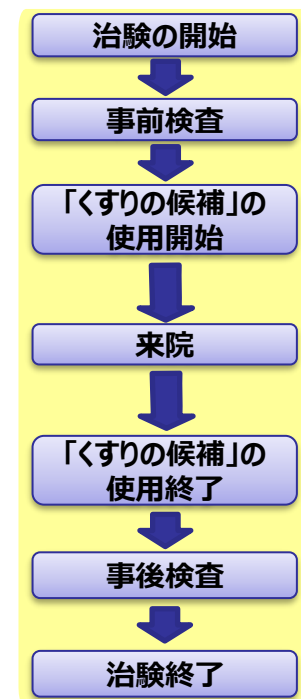 治験の開始
事前検査
「くすりの候補」の
使用開始
来院
「くすりの候補」の
使用終了
事後検査
治験終了